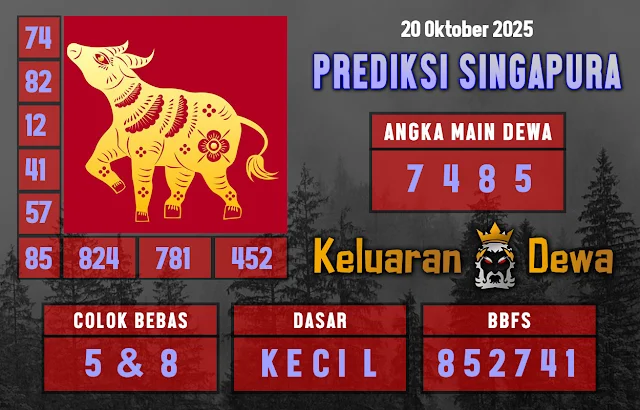 20 Oktober 2025
PREDIKSI SINGAPURA
74
82
12
41
57
85 824 781 452
ANGKA MAIN DEWA
7 4 8 5
Keluaran Dewa
COLOK BEBAS
5 & 8
DASAR
KECIL
BBFS
852741